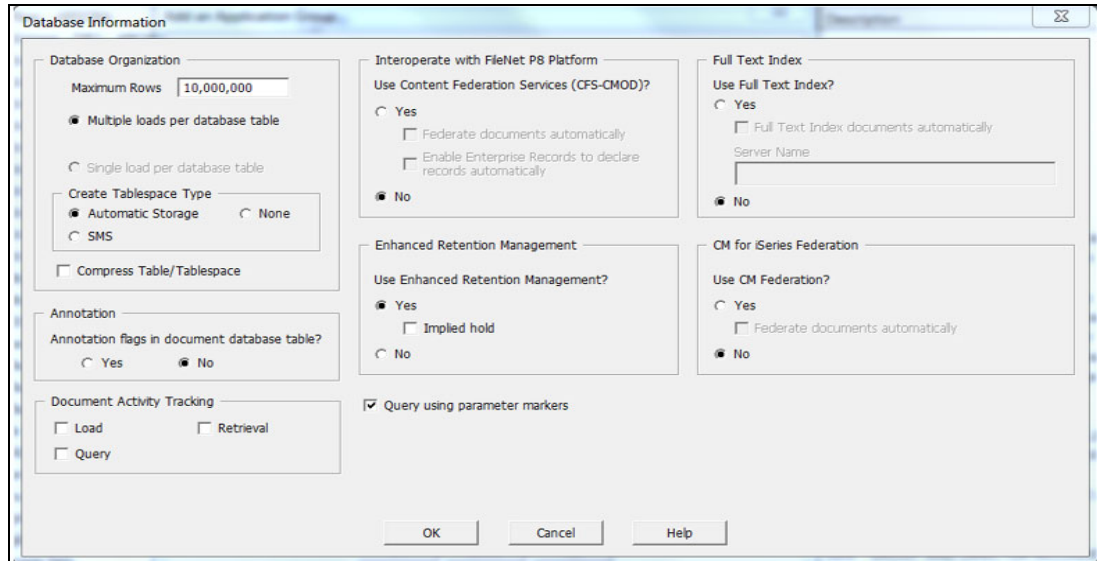 Add an Application Group
Description
Database Information
Database Organization
Maximum Rows 10,000,000
Multiple loads per database table
Single load per database table
Create Tablespace Type
Automatic Storage None
SMS
Compress Table/Tablespace
Annotation
Annotation flags in document database table?
Yes No
Document Activity Tracking
Load Retrieval
Query
Interoperate with FileNet P8 Platform
Use Content Federation Services (CFS-CMOD)?
Yes
Federate documents automatically
Enable Enterprise Records to declare
records automatically
No
Enhanced Retention Management
Use Enhanced Retention Management?
Yes
Implied hold
No
Query using parameter markers
Full Text Index
Use Full Text Index?
Yes
Full Text Index documents automatically
Server Name
No
CM for iSeries Federation
Use CM Federation?
Yes
Federate documents automatically
No
OK Cancel Help